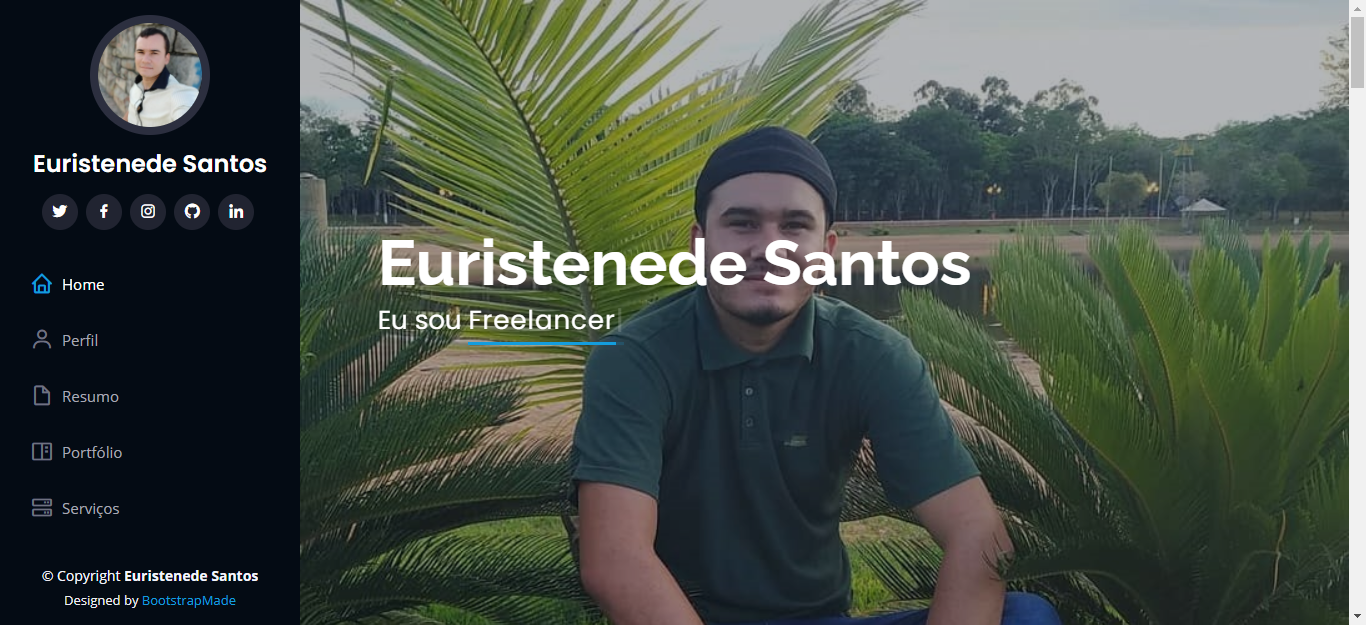 Euristenede Santos
Home
Perfil
Resumo
Portfólio
Serviços
© Copyright Euristenede Santos
Designed by BootstrapMade
Euristenede Santos
Eu sou Freelancer